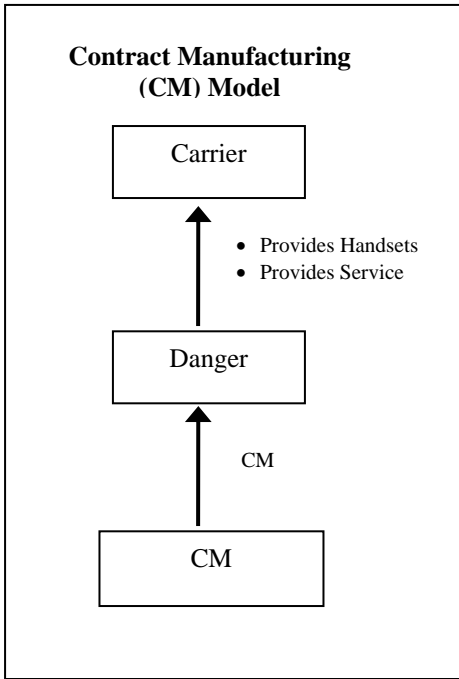 Contract Manufacturing
(CM) Model
Carrier
• Provides Handsets
• Provides Service
Danger
CM
CM